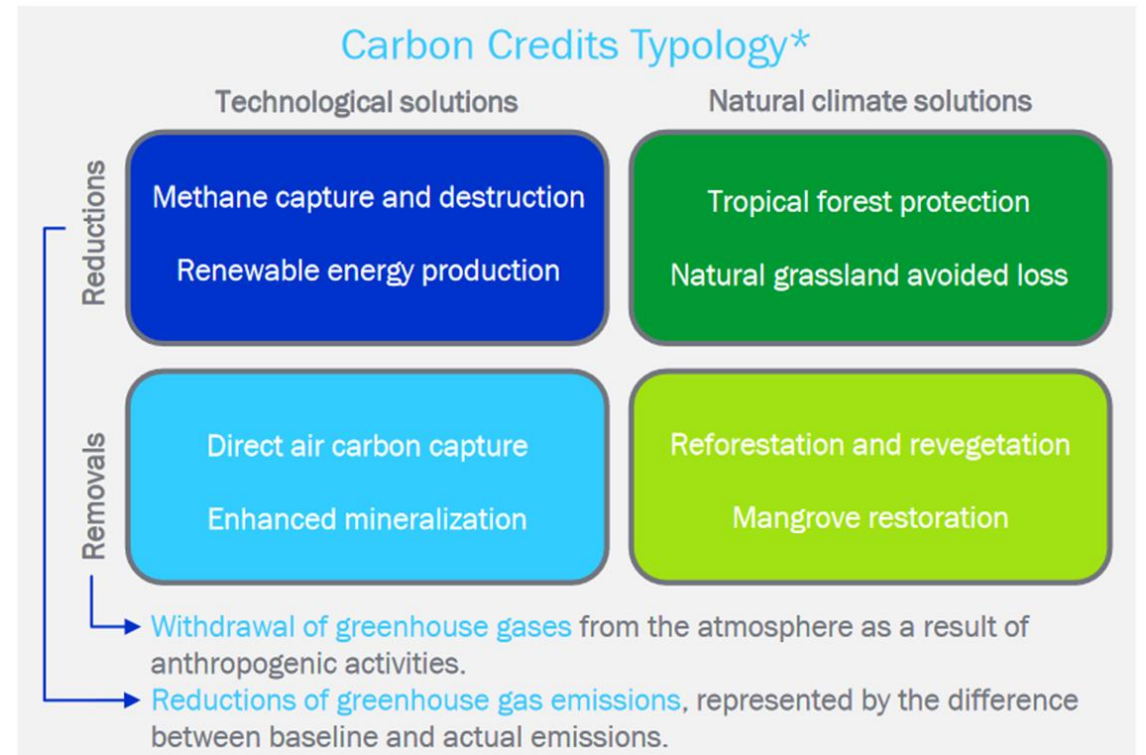 Carbon Credits Typology*
Technological solutions
Natural climate solutions
Reductions
Methane capture and destruction
Renewable energy production
Tropical forest protection
Natural grassland avoided loss
Removals
Direct air carbon capture
Enhanced mineralization
Reforestation and revegetation
Mangrove restoration
Withdrawal of greenhouse gases from the atmosphere as a result of
anthropogenic activities.
Reductions of greenhouse gas emissions, represented by the difference
between baseline and actual emissions.